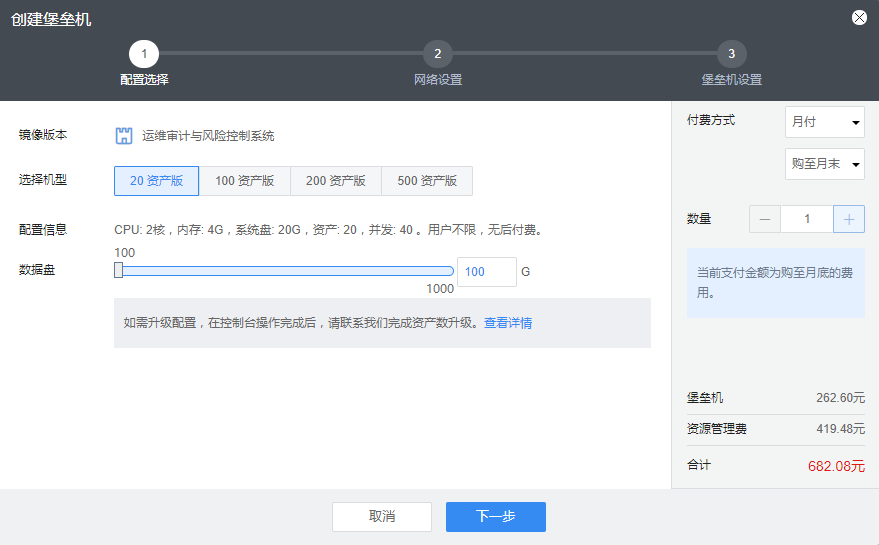 创建堡垒机
1 2 3
配置选择 网络设置 堡垒机设置
镜像版本 运维审计与风险控制系统
选择机型 20 资产版 100 资产版 200 资产版 500 资产版
配置信息 CPU: 2核，内存: 4G，系统盘: 20G，资产: 20，并发: 40 。用户不限，无后付费。
100
数据盘 100 G
1000
如需升级配置，在控制台操作完成后，请联系我们完成资产数升级。查看详情
付费方式 月付
购至月末
数量 － 1 ＋
当前支付金额为购至月底的费
用。
堡垒机 262.60元
资源管理费 419.48元
合计 682.08元
取消 下一步